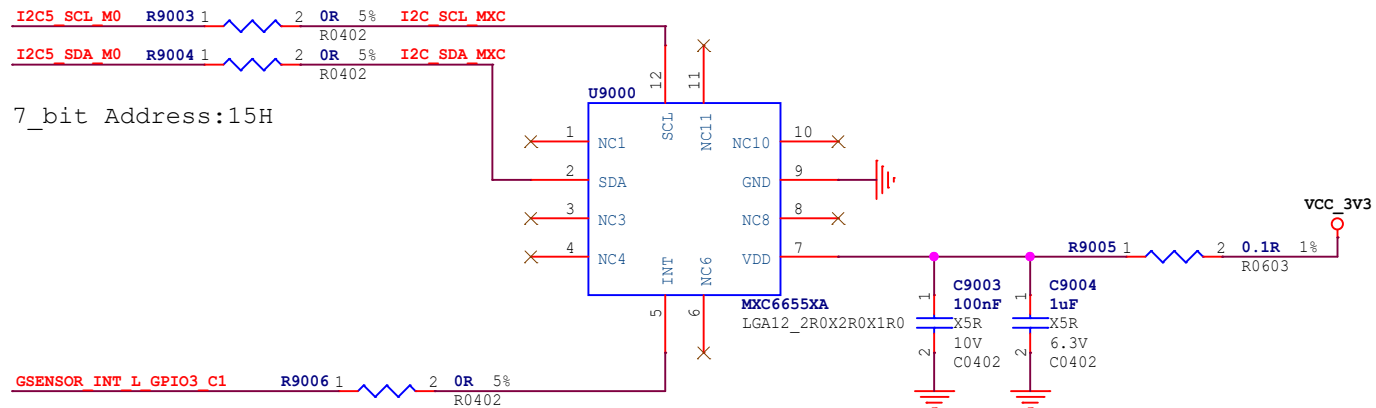 I2C5_SCL_M0 R9003 1 2 0R 5% I2C_SCL_MXC
R0402
I2C5_SDA_M0 R9004 1 2 0R 5% I2C_SDA_MXC
R0402
7_bit Address:15H
U9000
12 11
SCL NC11
1 NC1 NC10 10
2 SDA GND 9
3 NC3 NC8 8
4 NC4 VDD 7
INT NC6
5 6
MXC6655XA
LGA12_2R0X2R0X1R0
VCC_3V3
R9005 1 2 0.1R 1%
R0603
C9003
1 100nF
X5R
10V
2 C0402
C9004
1 1uF
X5R
6.3V
2 C0402
GSENSOR_INT_L_GPIO3_C1 R9006 1 2 0R 5%
R0402